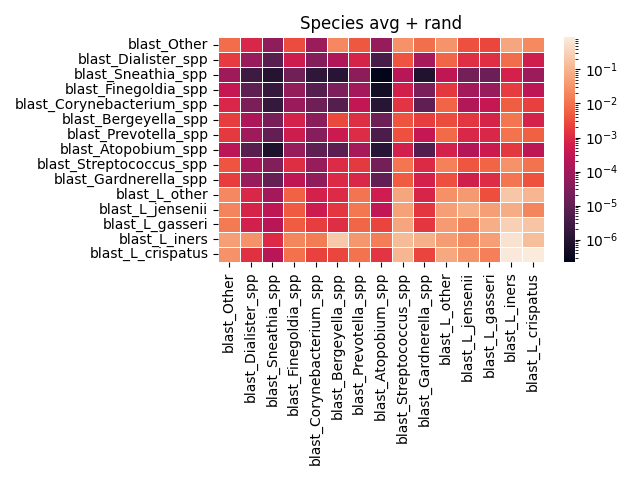 Species avg + rand
blast_Other
blast_Dialister_spp
blast_Sneathia_spp
blast_Finegoldia_spp
blast_Corynebacterium_spp
blast_Bergeyella_spp
blast_Prevotella_spp
blast_Atopobium_spp
blast_Streptococcus_spp
blast_Gardnerella_spp
blast_L_other
blast_L_jensenii
blast_L_gasseri
blast_L_iners
blast_L_crispatus
blast_Other
blast_Dialister_spp
blast_Sneathia_spp
blast_Finegoldia_spp
blast_Corynebacterium_spp
blast_Bergeyella_spp
blast_Prevotella_spp
blast_Atopobium_spp
blast_Streptococcus_spp
blast_Gardnerella_spp
blast_L_other
blast_L_jensenii
blast_L_gasseri
blast_L_iners
blast_L_crispatus
10⁻¹
10⁻²
10⁻³
10⁻⁴
10⁻⁵
10⁻⁶